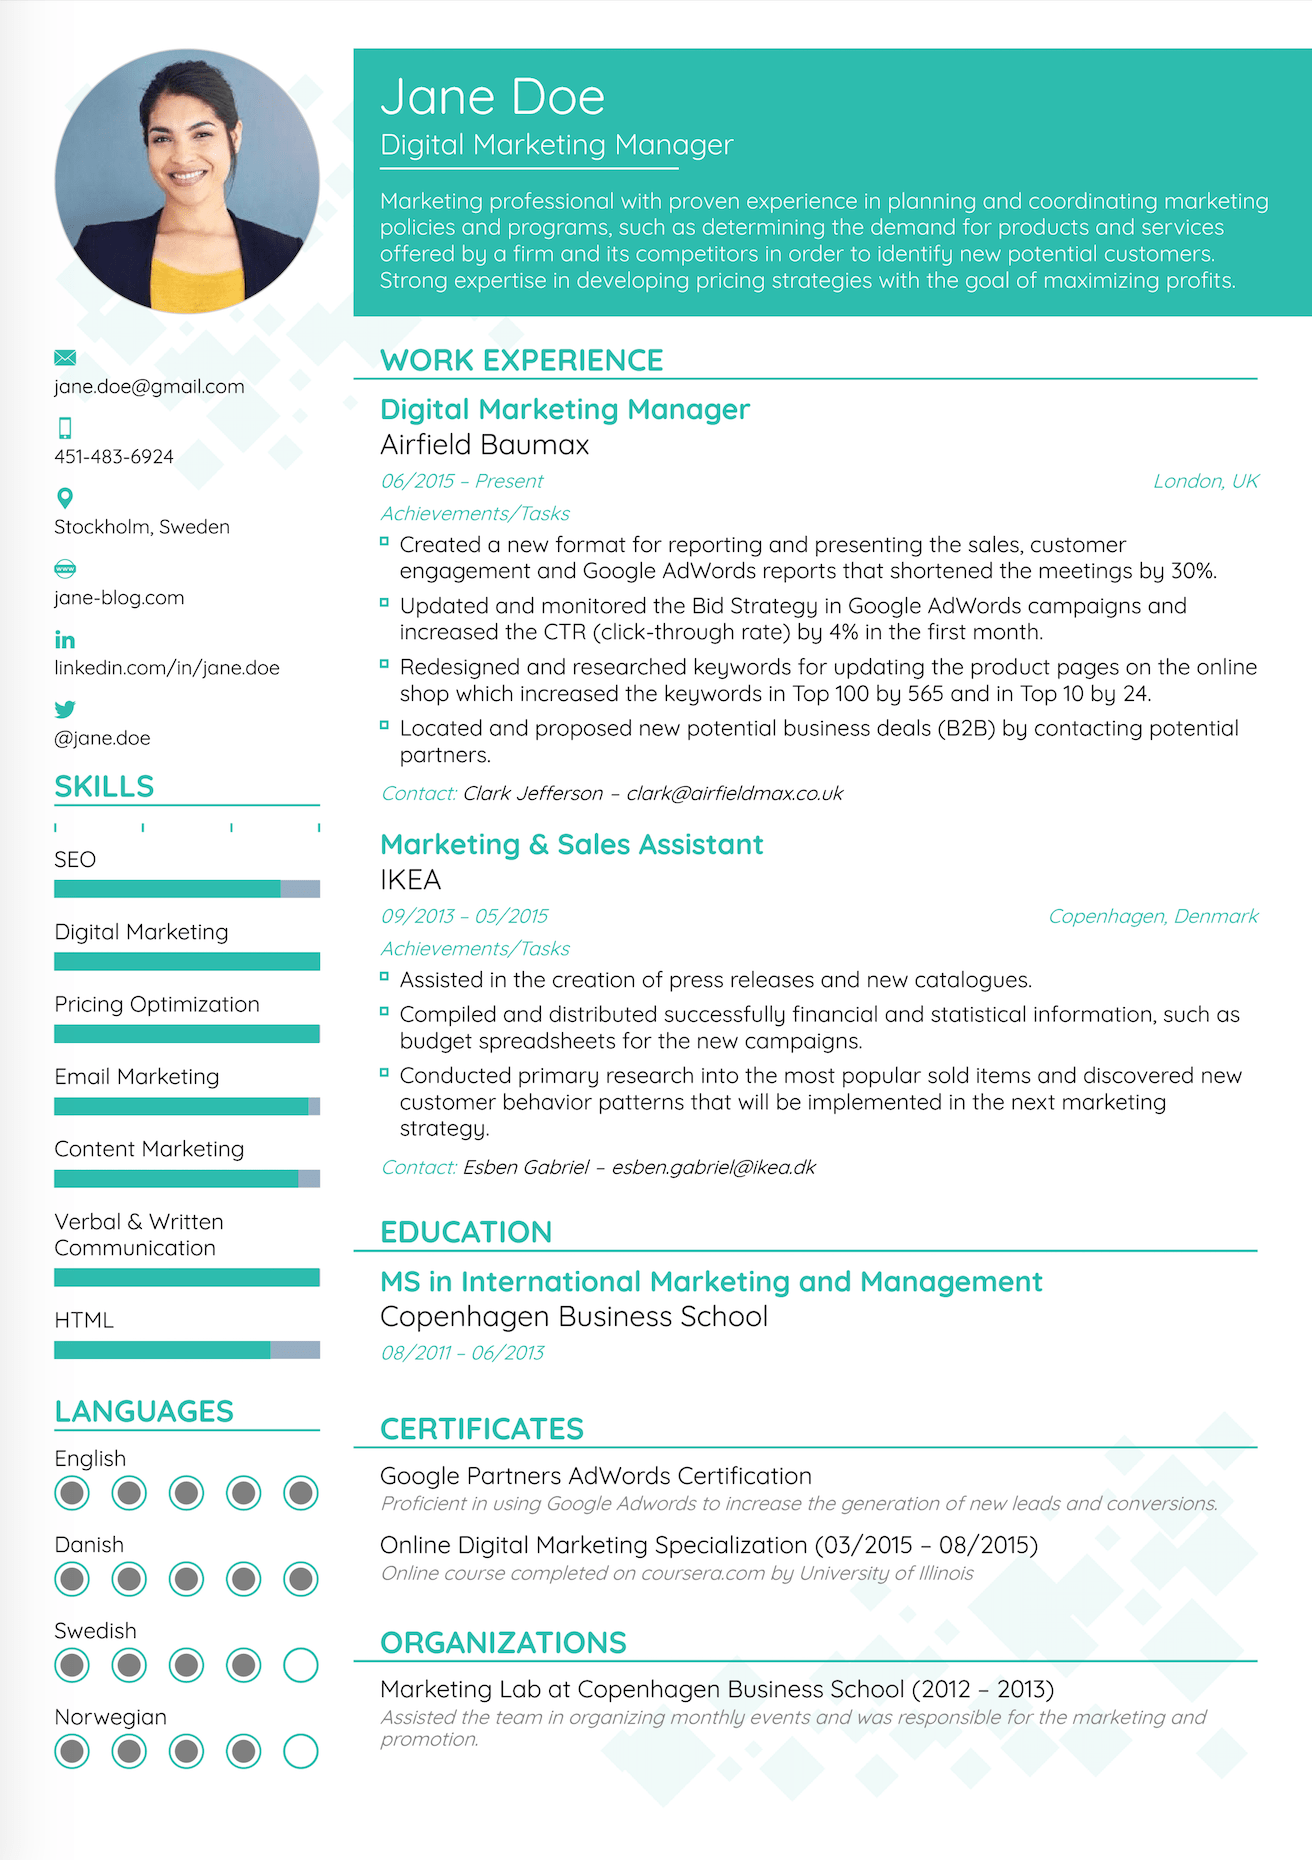 Jane Doe
Digital Marketing Manager
Marketing professional with proven experience in planning and coordinating marketing
policies and programs, such as determining the demand for products and services
offered by a firm and its competitors in order to identify new potential customers.
Strong expertise in developing pricing strategies with the goal of maximizing profits.
jane.doe@gmail.com
451-483-6924
Stockholm, Sweden
www
jane-blog.com
in
linkedin.com/in/jane.doe
@jane.doe
SKILLS
SEO
Digital Marketing
Pricing Optimization
Email Marketing
Content Marketing
Verbal & Written
Communication
HTML
LANGUAGES
English
Danish
Swedish
Norwegian
WORK EXPERIENCE
Digital Marketing Manager
Airfield Baumax
06/2015 – Present London, UK
Achievements/Tasks
Created a new format for reporting and presenting the sales, customer
engagement and Google AdWords reports that shortened the meetings by 30%.
Updated and monitored the Bid Strategy in Google AdWords campaigns and
increased the CTR (click-through rate) by 4% in the first month.
Redesigned and researched keywords for updating the product pages on the online
shop which increased the keywords in Top 100 by 565 and in Top 10 by 24.
Located and proposed new potential business deals (B2B) by contacting potential
partners.
Contact: Clark Jefferson – clark@airfieldmax.co.uk
Marketing & Sales Assistant
IKEA
09/2013 – 05/2015 Copenhagen, Denmark
Achievements/Tasks
Assisted in the creation of press releases and new catalogues.
Compiled and distributed successfully financial and statistical information, such as
budget spreadsheets for the new campaigns.
Conducted primary research into the most popular sold items and discovered new
customer behavior patterns that will be implemented in the next marketing
strategy.
Contact: Esben Gabriel – esben.gabriel@ikea.dk
EDUCATION
MS in International Marketing and Management
Copenhagen Business School
08/2011 – 06/2013
CERTIFICATES
Google Partners AdWords Certification
Proficient in using Google Adwords to increase the generation of new leads and conversions.
Online Digital Marketing Specialization (03/2015 – 08/2015)
Online course completed on coursera.com by University of Illinois
ORGANIZATIONS
Marketing Lab at Copenhagen Business School (2012 – 2013)
Assisted the team in organizing monthly events and was responsible for the marketing and
promotion.